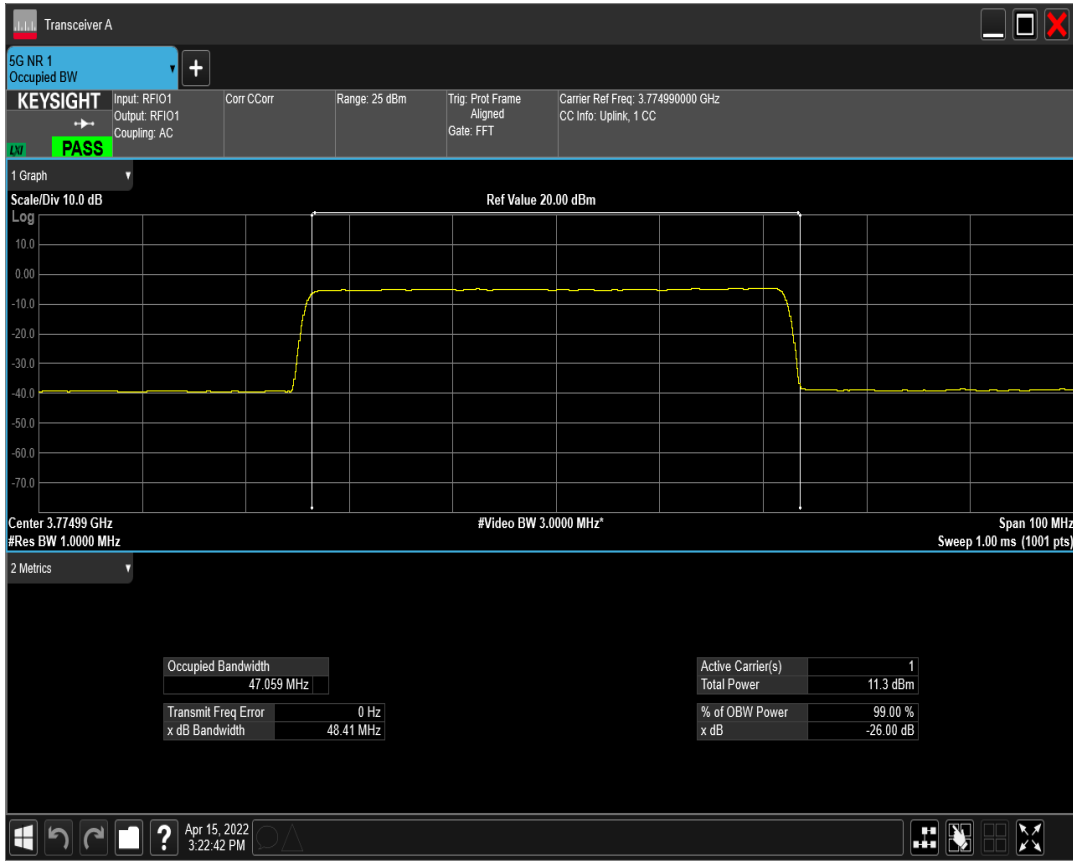 Transceiver A
5G NR 1
Occupied BW
+
KEYSIGHT
LXI
PASS
Input: RFIO1
Output: RFIO1
Coupling: AC
Corr CCorr
Range: 25 dBm
Trig: Prot Frame
Aligned
Gate: FFT
Carrier Ref Freq: 3.774990000 GHz
CC Info: Uplink, 1 CC
1 Graph
Scale/Div 10.0 dB
Ref Value 20.00 dBm
Log
10.0
0.00
-10.0
-20.0
-30.0
-40.0
-50.0
-60.0
-70.0
Center 3.77499 GHz
#Video BW 3.0000 MHz*
Span 100 MHz
#Res BW 1.0000 MHz
Sweep 1.00 ms (1001 pts)
2 Metrics
Occupied Bandwidth
47.059 MHz
Transmit Freq Error 0 Hz
x dB Bandwidth 48.41 MHz
Active Carrier(s) 1
Total Power 11.3 dBm
% of OBW Power 99.00 %
x dB -26.00 dB
?
Apr 15, 2022
3:22:42 PM